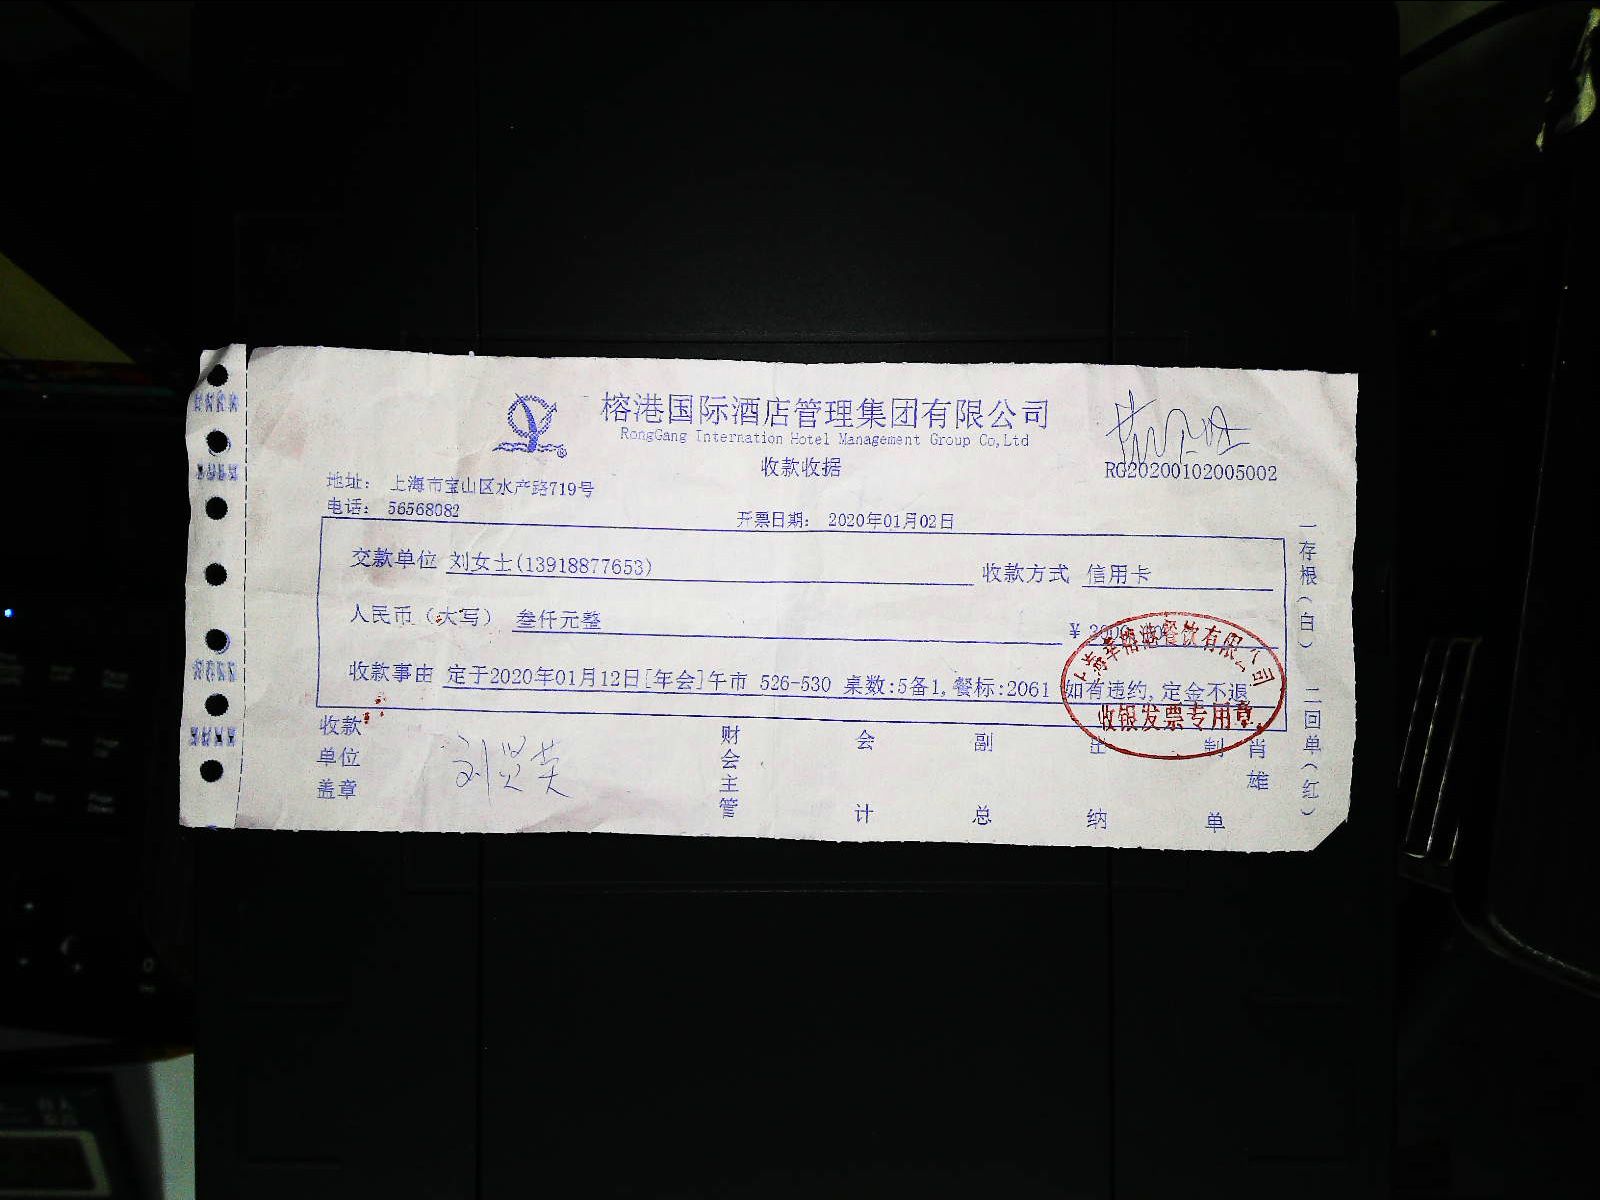 榕港国际酒店管理集团有限公司
RongGang Internation Hotel Management Group Co,Ltd
收款收据
RG20200102005002
地址： 上海市宝山区水产路719号
电话： 56568082
开票日期： 2020年01月02日
交款单位 刘女士(13918877653) 收款方式 信用卡
人民币（大写） 叁仟元整 ¥ 3000.00
收款事由 定于2020年01月12日[年会]午市 526-530 桌数:5备1,餐标:2061 如有违约,定金不退
收银发票专用章
收款单位盖章
财会主管
会计
副总
出纳
制单
肖雄
一存根(白)
二回单(红)